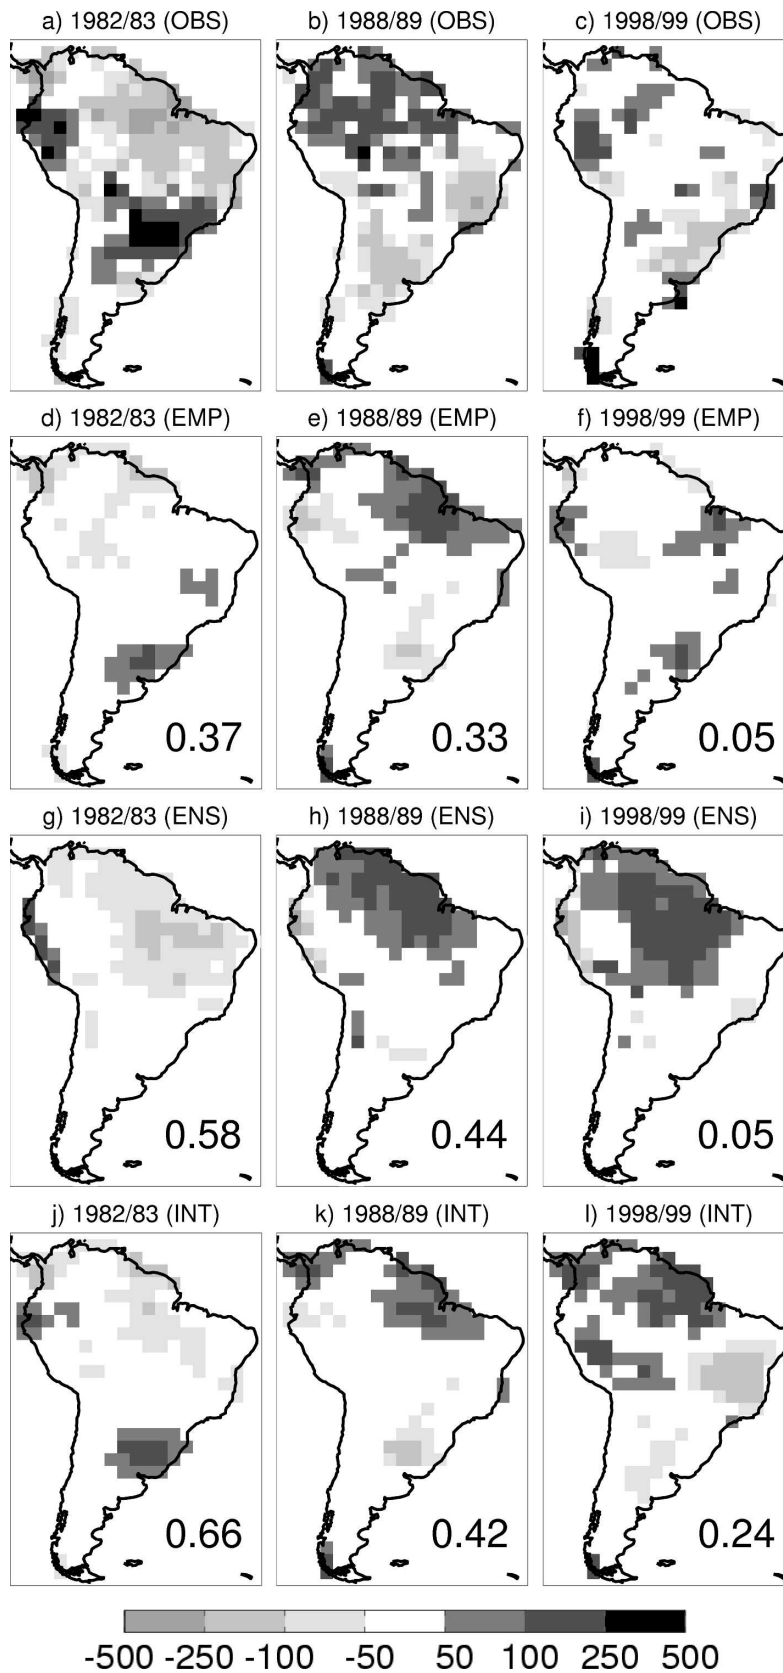 a) 1982/83 (OBS) b) 1988/89 (OBS) c) 1998/99 (OBS)
d) 1982/83 (EMP) e) 1988/89 (EMP) f) 1998/99 (EMP)
0.37 0.33 0.05
g) 1982/83 (ENS) h) 1988/89 (ENS) i) 1998/99 (ENS)
0.58 0.44 0.05
j) 1982/83 (INT) k) 1988/89 (INT) l) 1998/99 (INT)
0.66 0.42 0.24
-500 -250 -100 -50 50 100 250 500